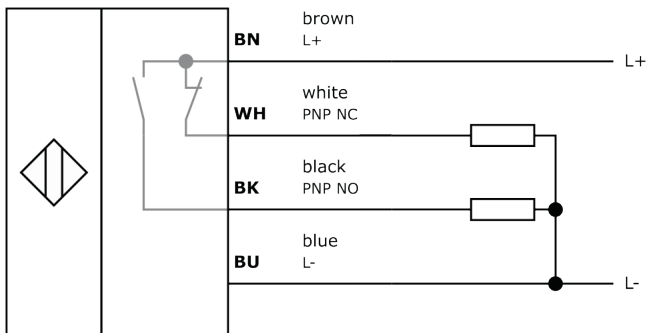 brown
BN L+
L+
white
WH PNP NC
black
BK PNP NO
blue
BU L-
L-